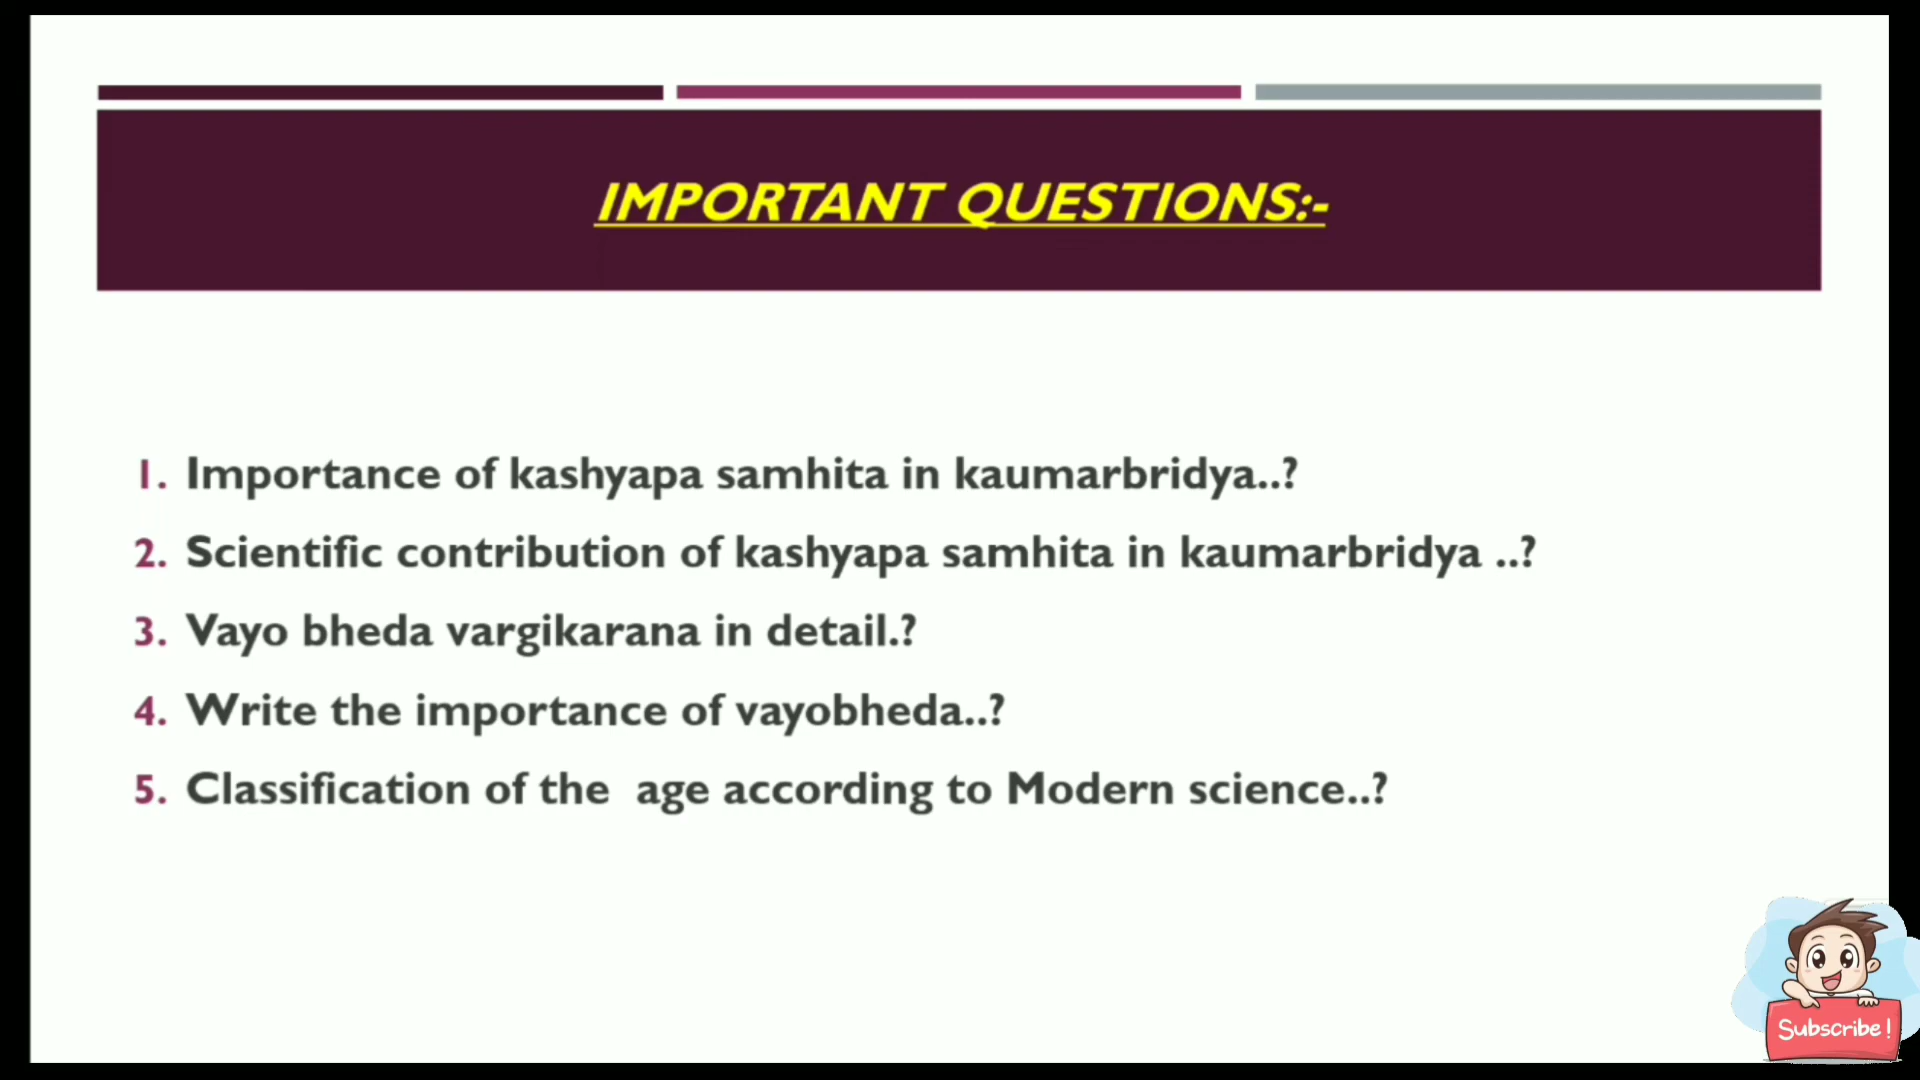 IMPORTANT QUESTIONS:-
1. Importance of kashyapa samhita in kaumarbridya..?
2. Scientific contribution of kashyapa samhita in kaumarbridya ..?
3. Vayo bheda vargikarana in detail.?
4. Write the importance of vayobheda..?
5. Classification of the  age according to Modern science..?
Subscribe!